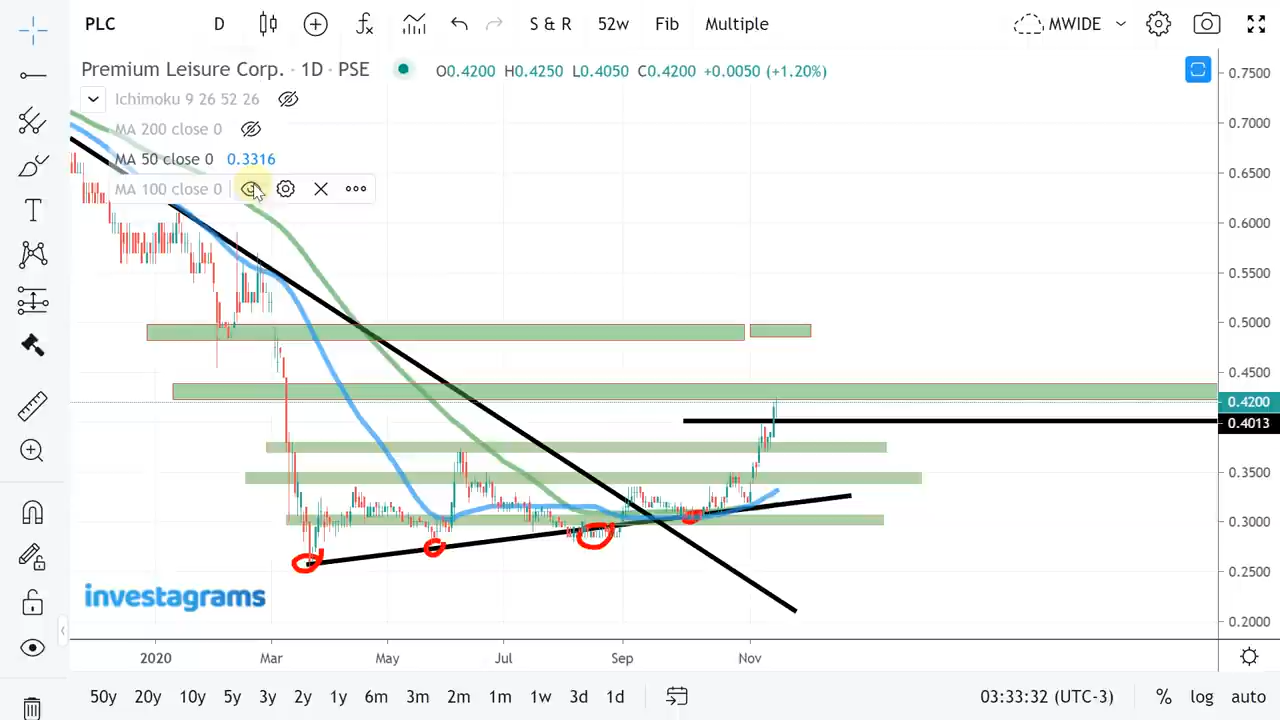 PLC D S & R 52w Fib Multiple MWIDE
Premium Leisure Corp. · 1D · PSE O0.4200 H0.4250 L0.4050 C0.4200 +0.0050 (+1.20%)
Ichimoku 9 26 52 26
MA 200 close 0
MA 50 close 0 0.3316
MA 100 close 0
0.7500
0.7000
0.6500
0.6000
0.5500
0.5000
0.4500
0.4200
0.4013
0.3500
0.3000
0.2500
0.2000
investagrams
2020 Mar May Jul Sep Nov
50y 20y 10y 5y 3y 2y 1y 6m 3m 2m 1m 1w 3d 1d 03:33:32 (UTC-3) % log auto